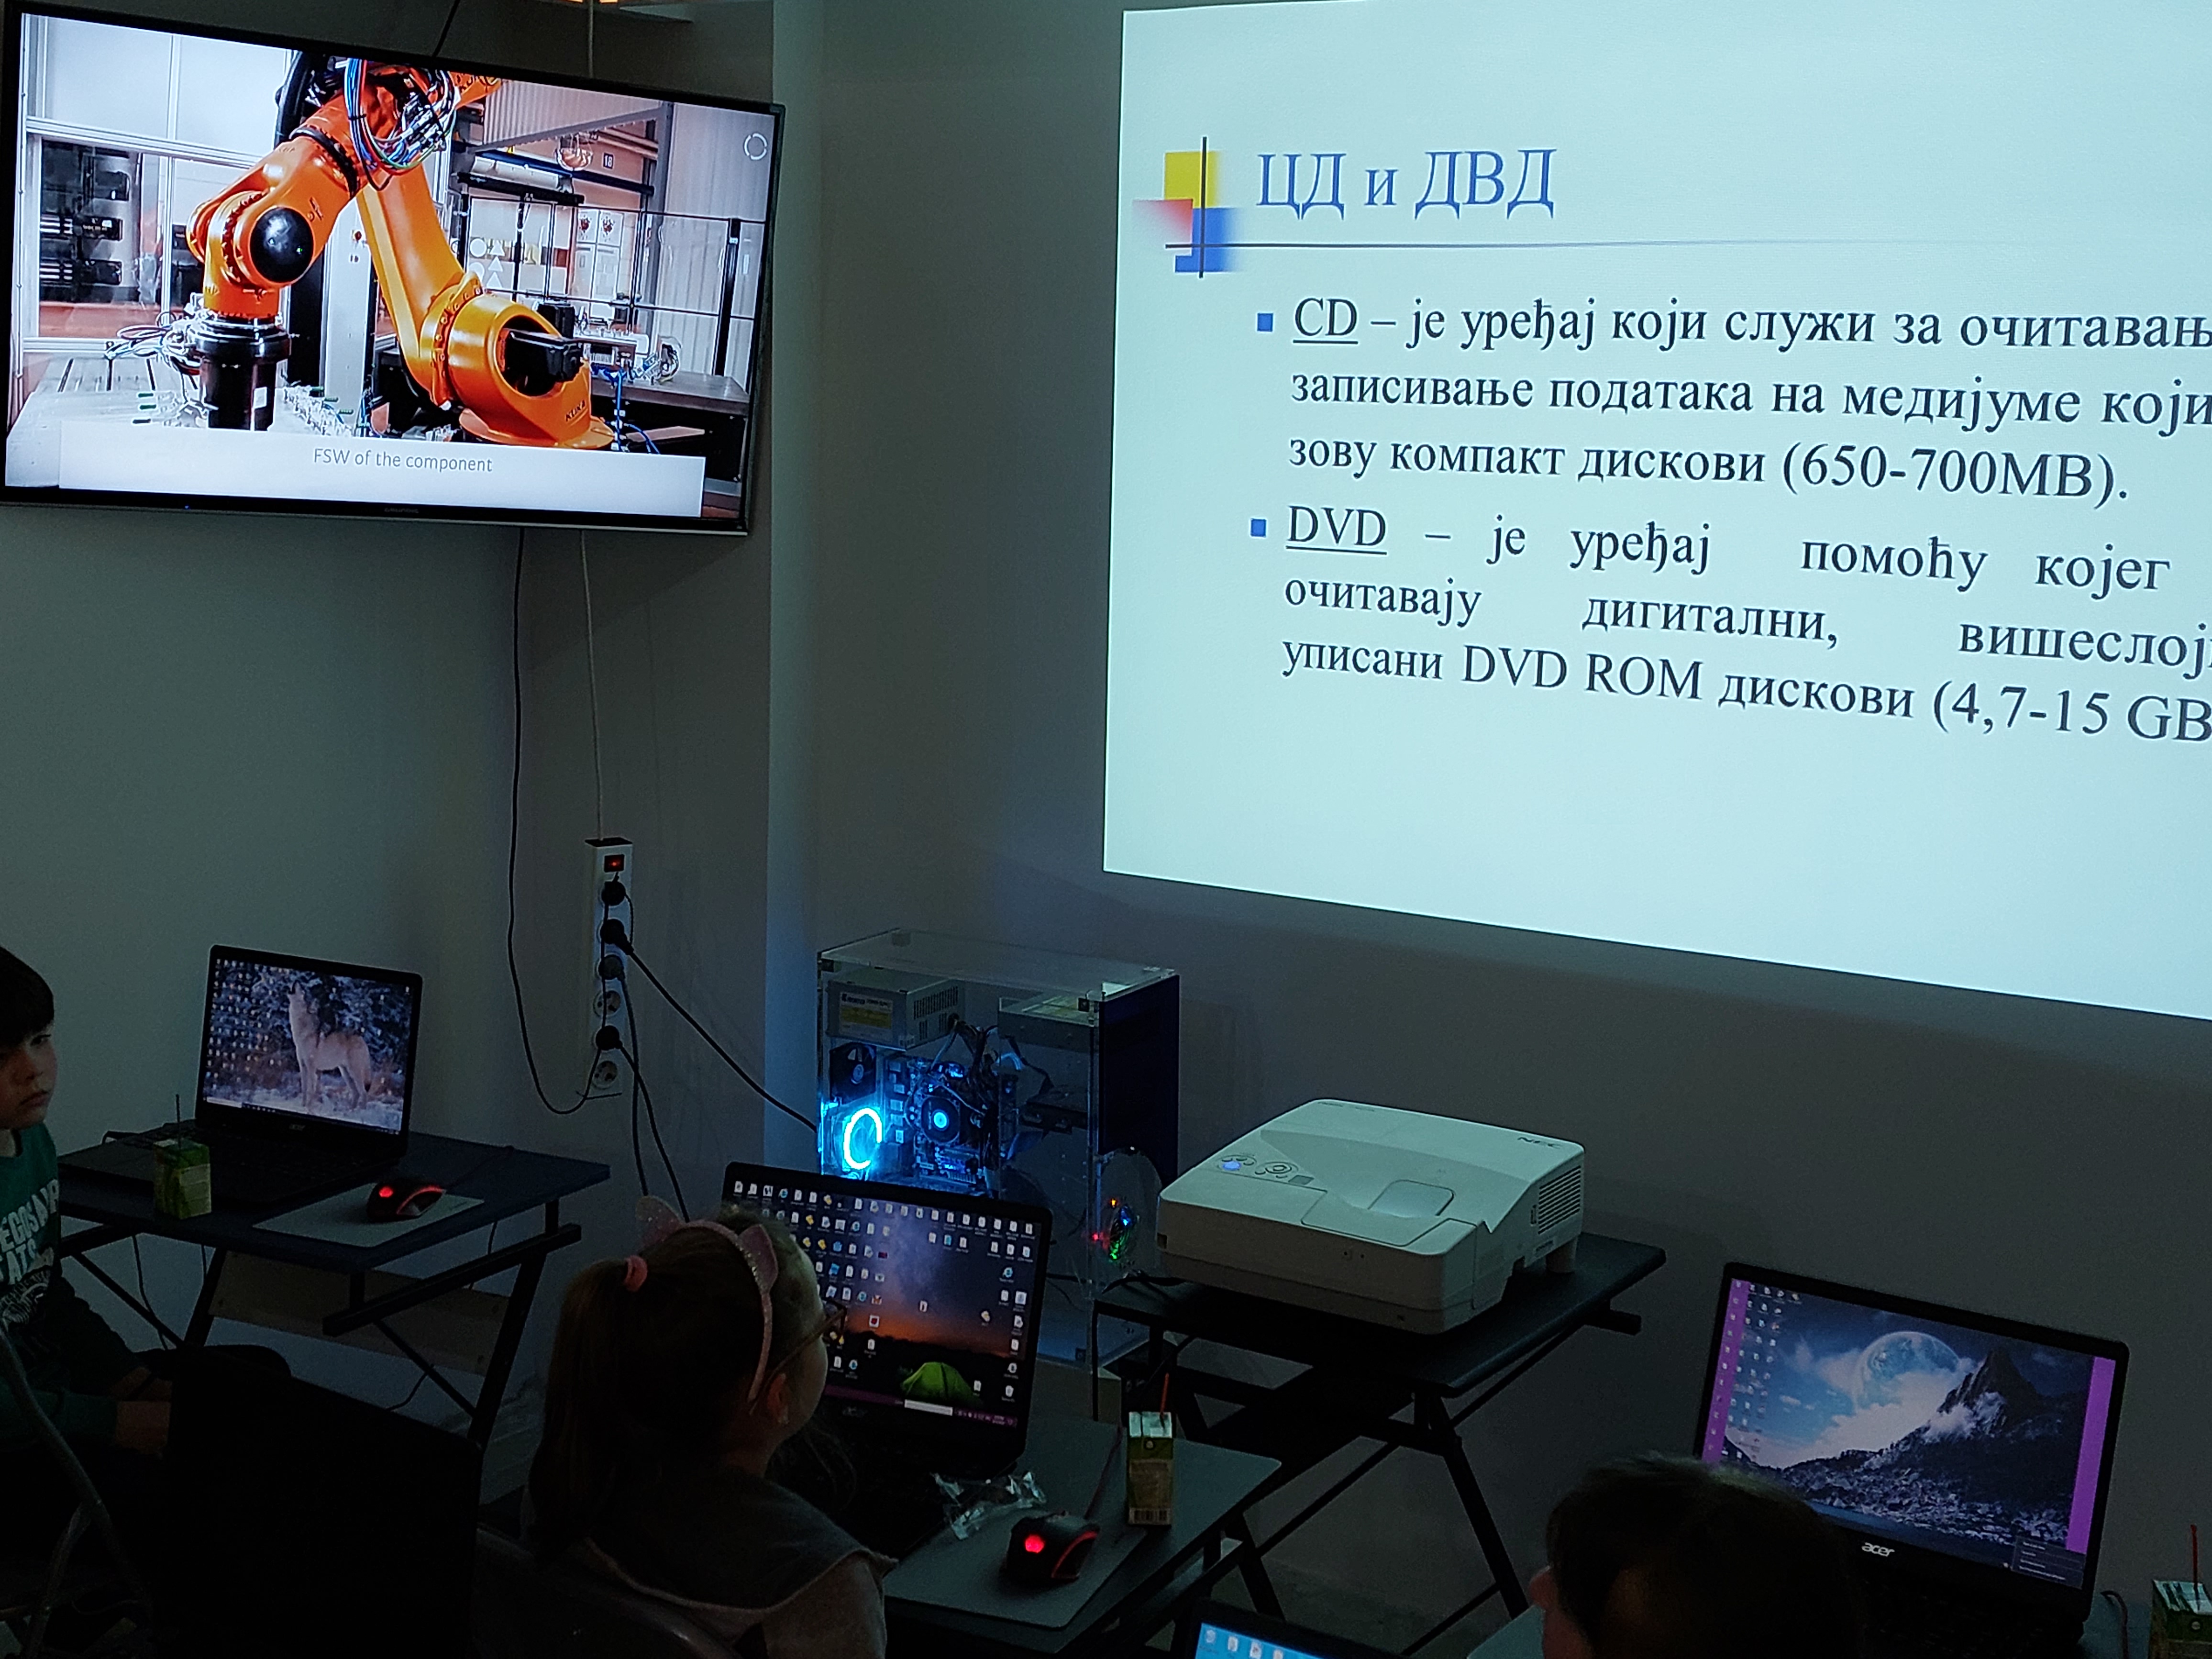 FSW of the component
KUKA
18
ЦД и ДВД
CD – је уређај који служи за
записивање података на медијуме који
зову компакт дискови (650-700MB).
DVD – је уређај помоћу којег
очитавају дигитални,
уписани DVD ROM дискови (4,7-15 GB
NEC
acer